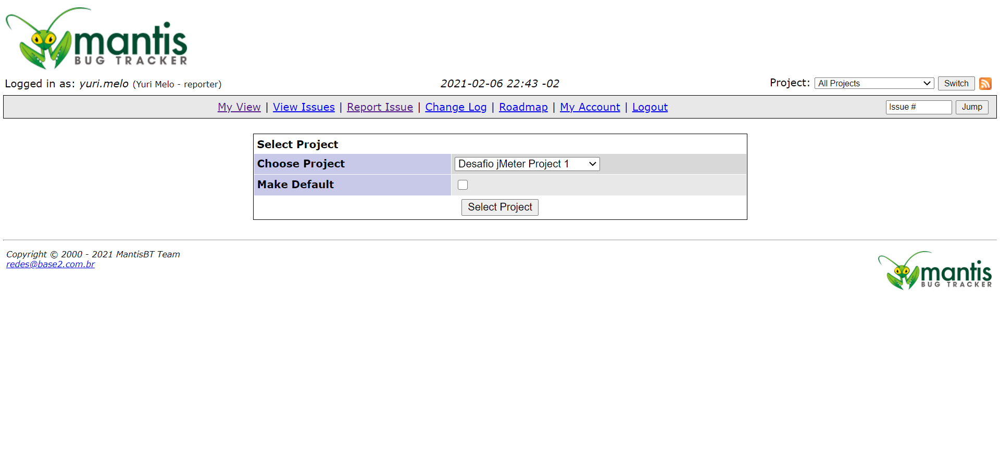 mantis
BUG TRACKER
Logged in as: yuri.melo (Yuri Melo - reporter)
2021-02-06 22:43 -02
Project: All Projects Switch
My View | View Issues | Report Issue | Change Log | Roadmap | My Account | Logout
Issue # Jump
Select Project
Choose Project Desafio jMeter Project 1
Make Default
Select Project
Copyright © 2000 - 2021 MantisBT Team
redes@base2.com.br
mantis
BUG TRACKER